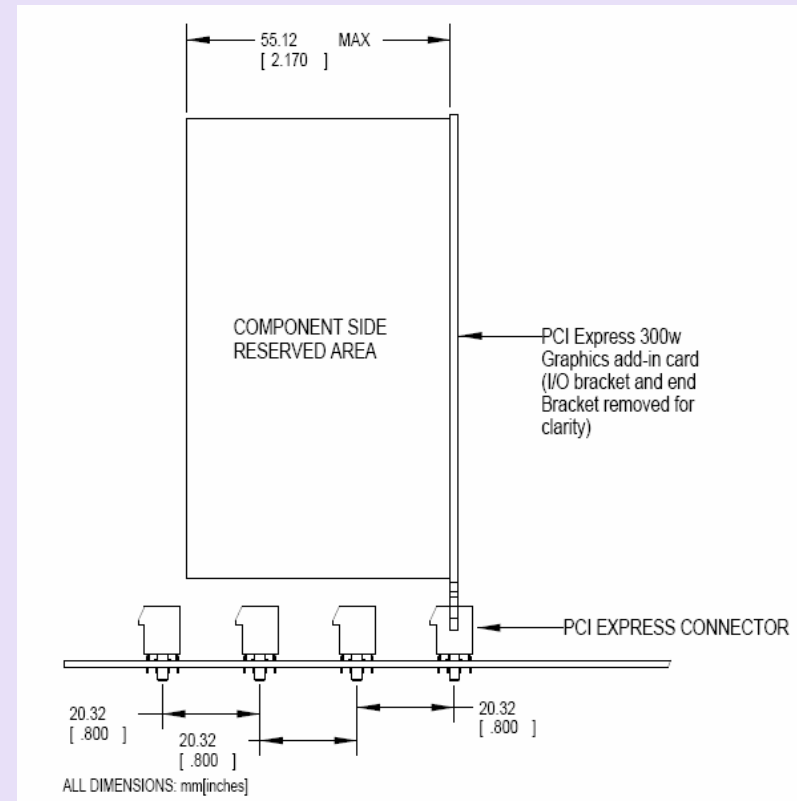 55.12 MAX
[ 2.170 ]
COMPONENT SIDE
RESERVED AREA
PCI Express 300w
Graphics add-in card
(I/O bracket and end
Bracket removed for
clarity)
PCI EXPRESS CONNECTOR
20.32
[ .800 ]
20.32
[ .800 ]
20.32
[ .800 ]
ALL DIMENSIONS: mm[inches]